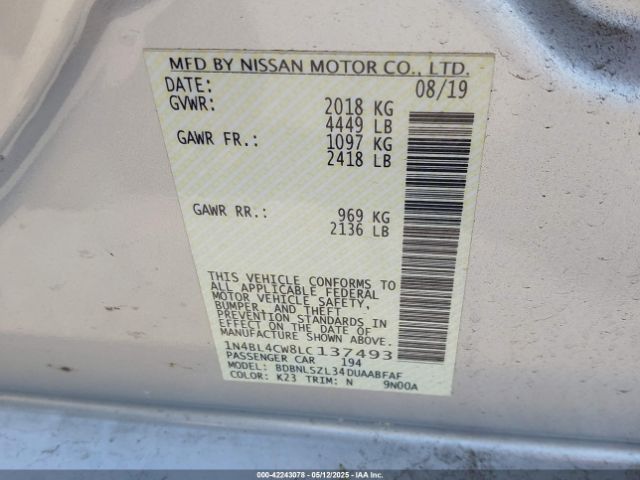 MFD BY NISSAN MOTOR CO., LTD.
DATE: 08/19
GVWR: 2018 KG
4449 LB
GAWR FR.: 1097 KG
2418 LB
GAWR RR.: 969 KG
2136 LB
THIS VEHICLE CONFORMS TO
ALL APPLICABLE FEDERAL
MOTOR VEHICLE SAFETY,
BUMPER, AND THEFT
PREVENTION STANDARDS IN
EFFECT ON THE DATE OF
MANUFACTURE SHOWN ABOVE.
1N4BL4CW8LC137493
PASSENGER CAR 194
MODEL: BDBNLSZL34DUAABFAF
COLOR: K23 TRIM: N 9N00A
000-42243078 - 05/12/2025 - IAAI.COM